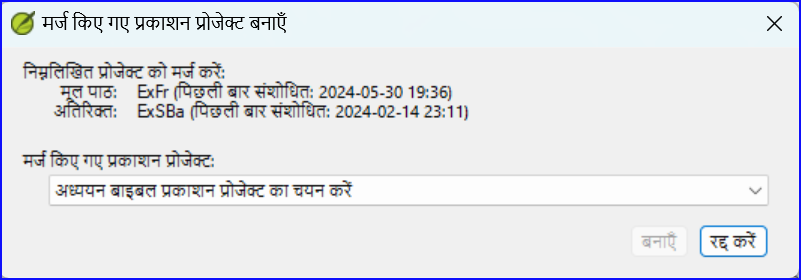 मर्ज किए गए प्रकाशन प्रोजेक्ट बनाएँ
निम्नलिखित प्रोजेक्ट को मर्ज करें:
मूल पाठ: ExFr (पिछली बार संशोधित: 2024-05-30 19:36)
अतिरिक्त: ExSBa (पिछली बार संशोधित: 2024-02-14 23:11)
मर्ज किए गए प्रकाशन प्रोजेक्ट:
अध्ययन बाइबल प्रकाशन प्रोजेक्ट का चयन करें
बनाएँ रद्द करें